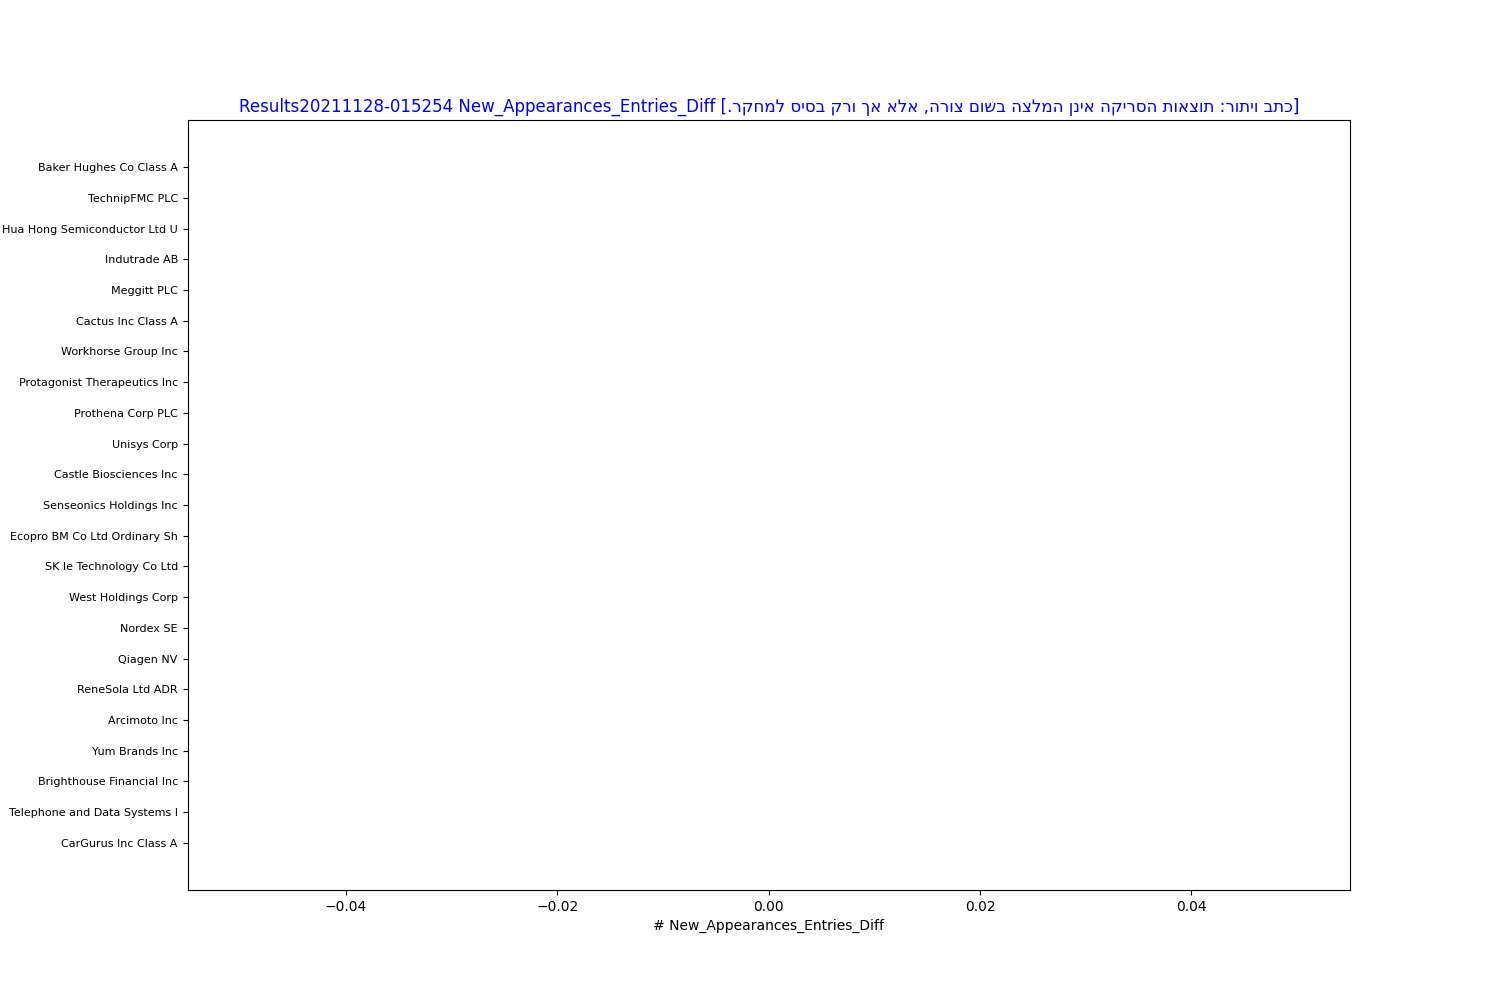 Results20211128-015254 New_Appearances_Entries_Diff [כתב ויתור: תוצאות הסריקה אינן המלצה בשום צורה, אלא אך ורק בסיס למחקר.]
Baker Hughes Co Class A
TechnipFMC PLC
Hua Hong Semiconductor Ltd U
Indutrade AB
Meggitt PLC
Cactus Inc Class A
Workhorse Group Inc
Protagonist Therapeutics Inc
Prothena Corp PLC
Unisys Corp
Castle Biosciences Inc
Senseonics Holdings Inc
Ecopro BM Co Ltd Ordinary Sh
SK Ie Technology Co Ltd
West Holdings Corp
Nordex SE
Qiagen NV
ReneSola Ltd ADR
Arcimoto Inc
Yum Brands Inc
Brighthouse Financial Inc
Telephone and Data Systems I
CarGurus Inc Class A
−0.04 −0.02 0.00 0.02 0.04
# New_Appearances_Entries_Diff